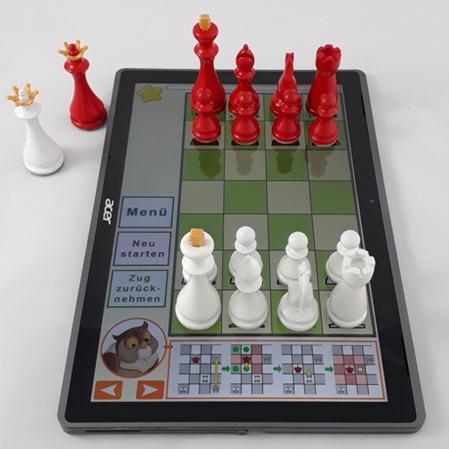 acer
Menü
Neu
starten
Zug
zurück-
nehmen